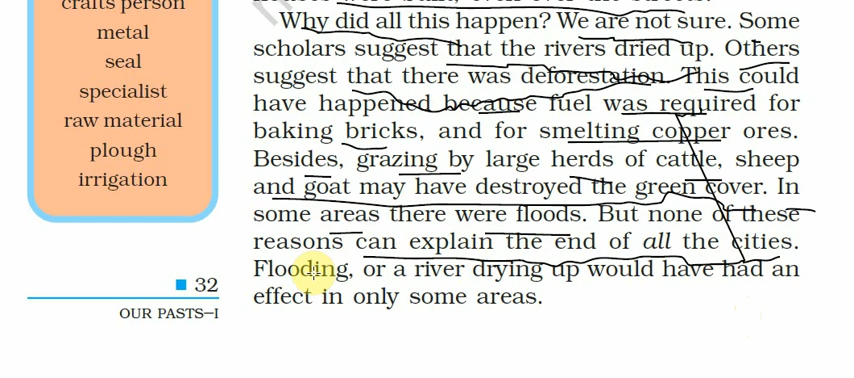 crafts person
metal
seal
specialist
raw material
plough
irrigation
32
OUR PASTS–I
Why did all this happen? We are not sure. Some
scholars suggest that the rivers dried up. Others
suggest that there was deforestation. This could
have happened because fuel was required for
baking bricks, and for smelting copper ores.
Besides, grazing by large herds of cattle, sheep
and goat may have destroyed the green cover. In
some areas there were floods. But none of these
reasons can explain the end of all the cities.
Flooding, or a river drying up would have had an
effect in only some areas.